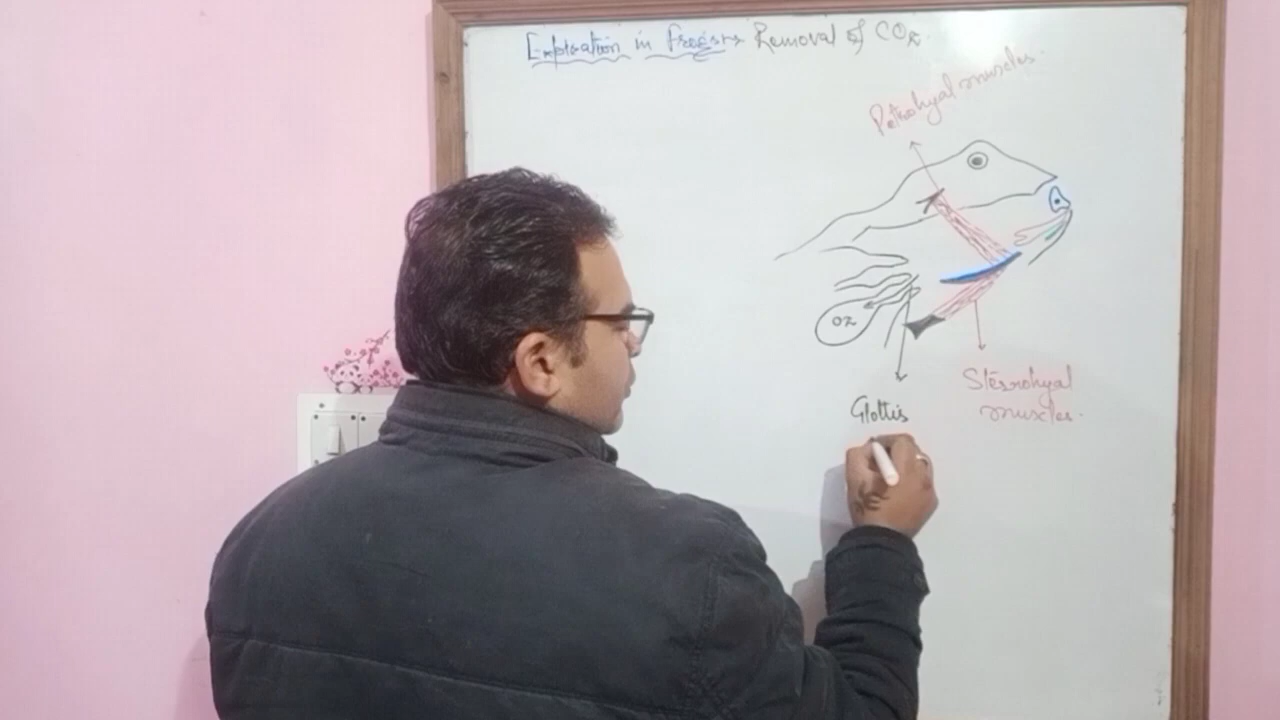 Expiration in Frogs:- Removal of CO2.
Petrohyal muscles.
O2
Sternohyal
muscles.
Glottis